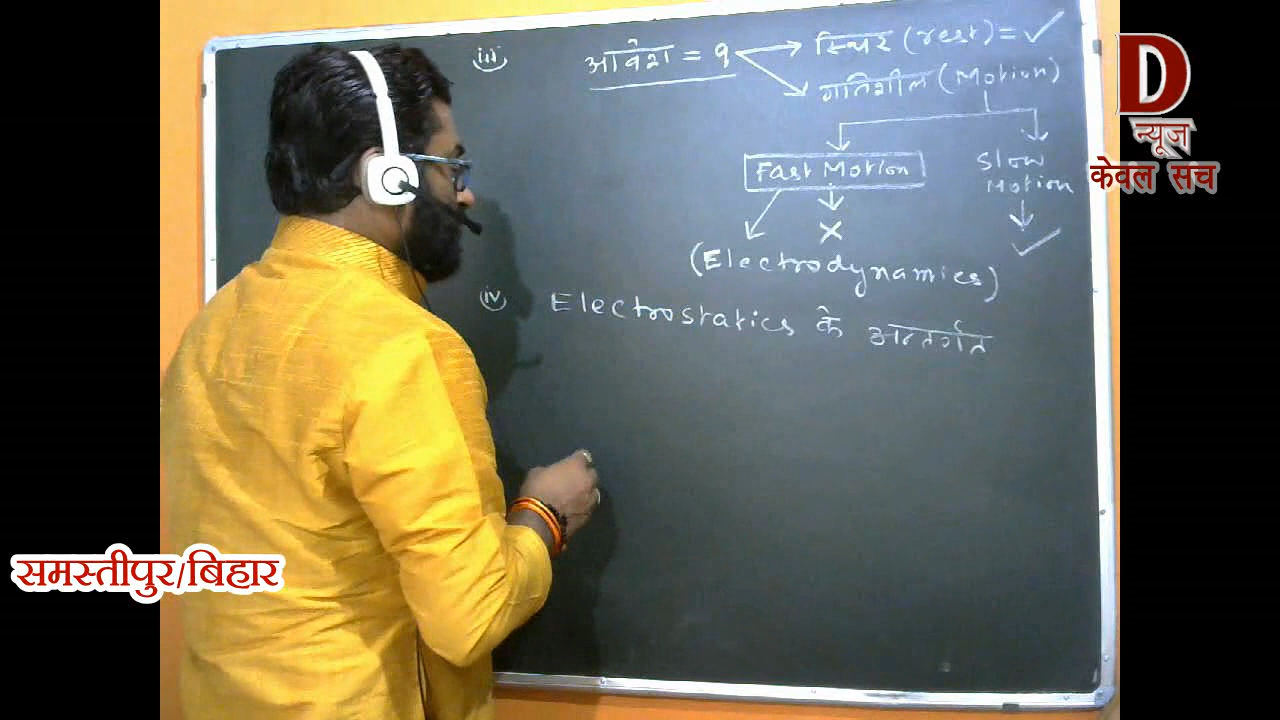 (iii) आवेश = q स्थिर (rest) = ✓
गतिशील (Motion)
Fast Motion
Slow
Motion
✓
×
(Electrodynamics)
(iv) Electrostatics के अन्तर्गत
D
न्यूज
केवल सच
समस्तीपुर/बिहार